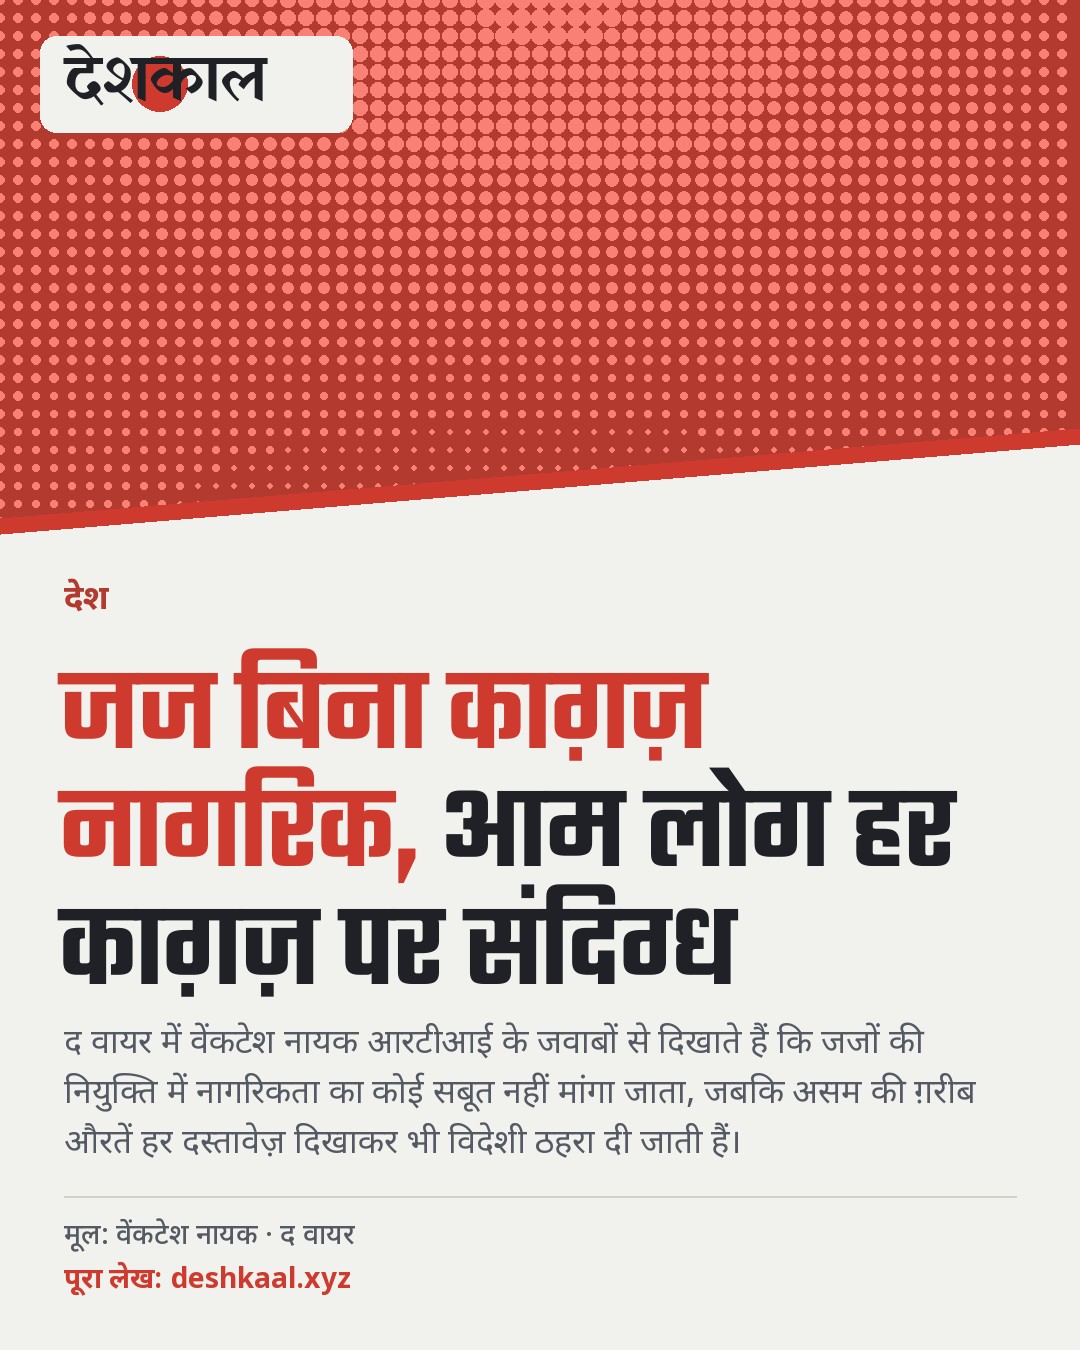 देशकाल
देश
जज बिना काग़ज़
नागरिक, आम लोग हर
काग़ज़ पर संदिग्ध
द वायर में वेंकटेश नायक आरटीआई के जवाबों से दिखाते हैं कि जजों की
नियुक्ति में नागरिकता का कोई सबूत नहीं मांगा जाता, जबकि असम की ग़रीब
औरतें हर दस्तावेज़ दिखाकर भी विदेशी ठहरा दी जाती हैं।
मूल: वेंकटेश नायक · द वायर
पूरा लेख: deshkaal.xyz